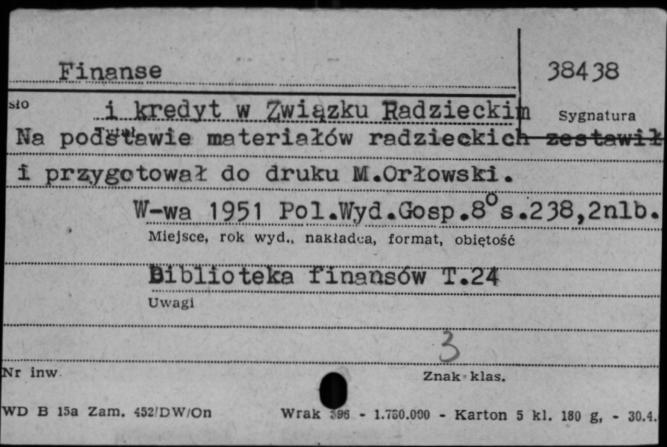 Finanse 38438
sło i kredyt w Związku Radzieckim Sygnatura
Na podstawie materiałów radzieckich zestawił
i przygotował do druku M.Orłowski.
W-wa 1951 Pol.Wyd.Gosp.8°s.238,2nlb.
Miejsce, rok wyd., nakładca, format, objętość
Biblioteka finansów T.24
Uwagi
3
Nr inw. Znak klas.
WD B 15a Zam. 452/DW/On Wrak 396 - 1.750.000 - Karton 5 kl. 180 g, - 30.4.